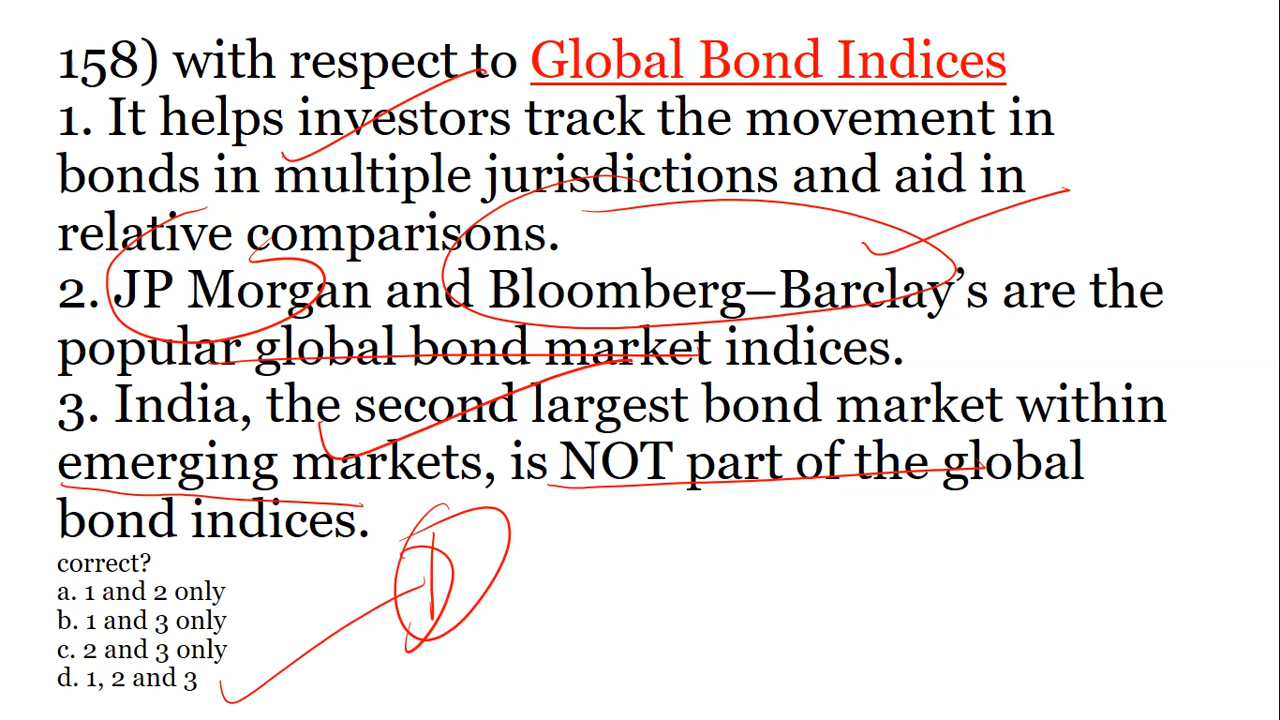 158) with respect to Global Bond Indices
1. It helps investors track the movement in
bonds in multiple jurisdictions and aid in
relative comparisons.
2. JP Morgan and Bloomberg–Barclay’s are the
popular global bond market indices.
3. India, the second largest bond market within
emerging markets, is NOT part of the global
bond indices.
correct?
a. 1 and 2 only
b. 1 and 3 only
c. 2 and 3 only
d. 1, 2 and 3